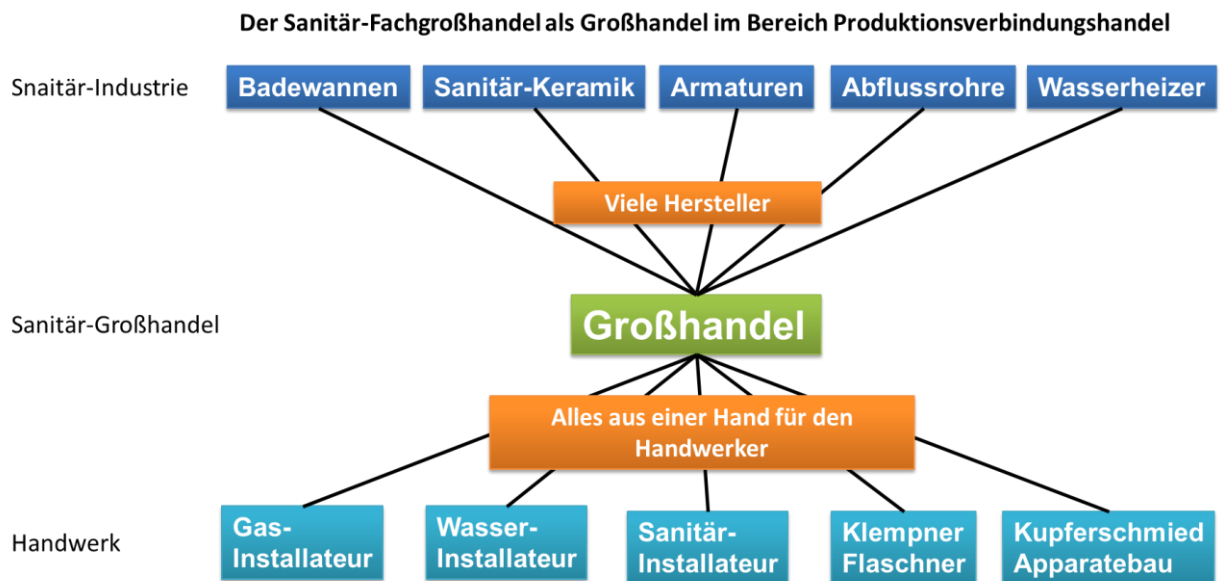 Der Sanitär-Fachgroßhandel als Großhandel im Bereich Produktionsverbindungshandel
Snaitär-Industrie
Badewannen
Sanitär-Keramik
Armaturen
Abflussrohre
Wasserheizer
Viele Hersteller
Sanitär-Großhandel
Großhandel
Alles aus einer Hand für den
Handwerker
Handwerk
Gas-
Installateur
Wasser-
Installateur
Sanitär-
Installateur
Klempner
Flaschner
Kupferschmied
Apparatebau